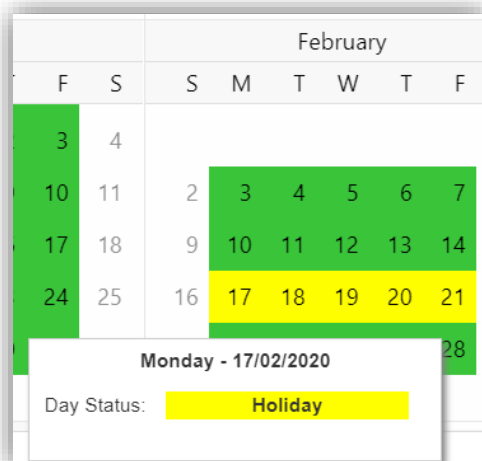 February
F S S M T W T F
3 4
10 11 2 3 4 5 6 7
17 18 9 10 11 12 13 14
24 25 16 17 18 19 20 21
28
Monday - 17/02/2020
Day Status: Holiday